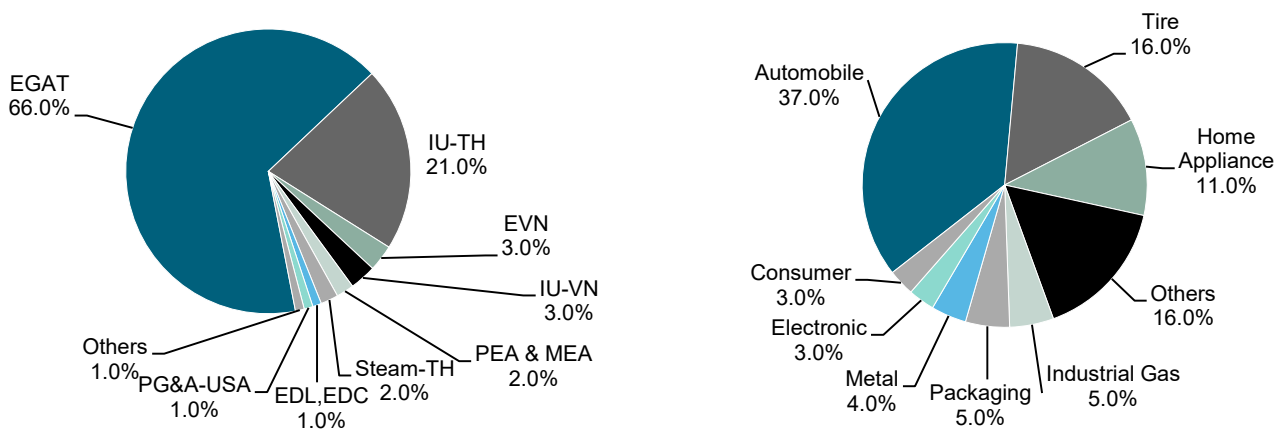 EGAT
66.0%
IU-TH
21.0%
EVN
3.0%
IU-VN
3.0%
PEA & MEA
2.0%
Steam-TH
2.0%
EDL,EDC
1.0%
PG&A-USA
1.0%
Others
1.0%
Tire
16.0%
Automobile
37.0%
Home
Appliance
11.0%
Others
16.0%
Industrial Gas
5.0%
Packaging
5.0%
Metal
4.0%
Electronic
3.0%
Consumer
3.0%